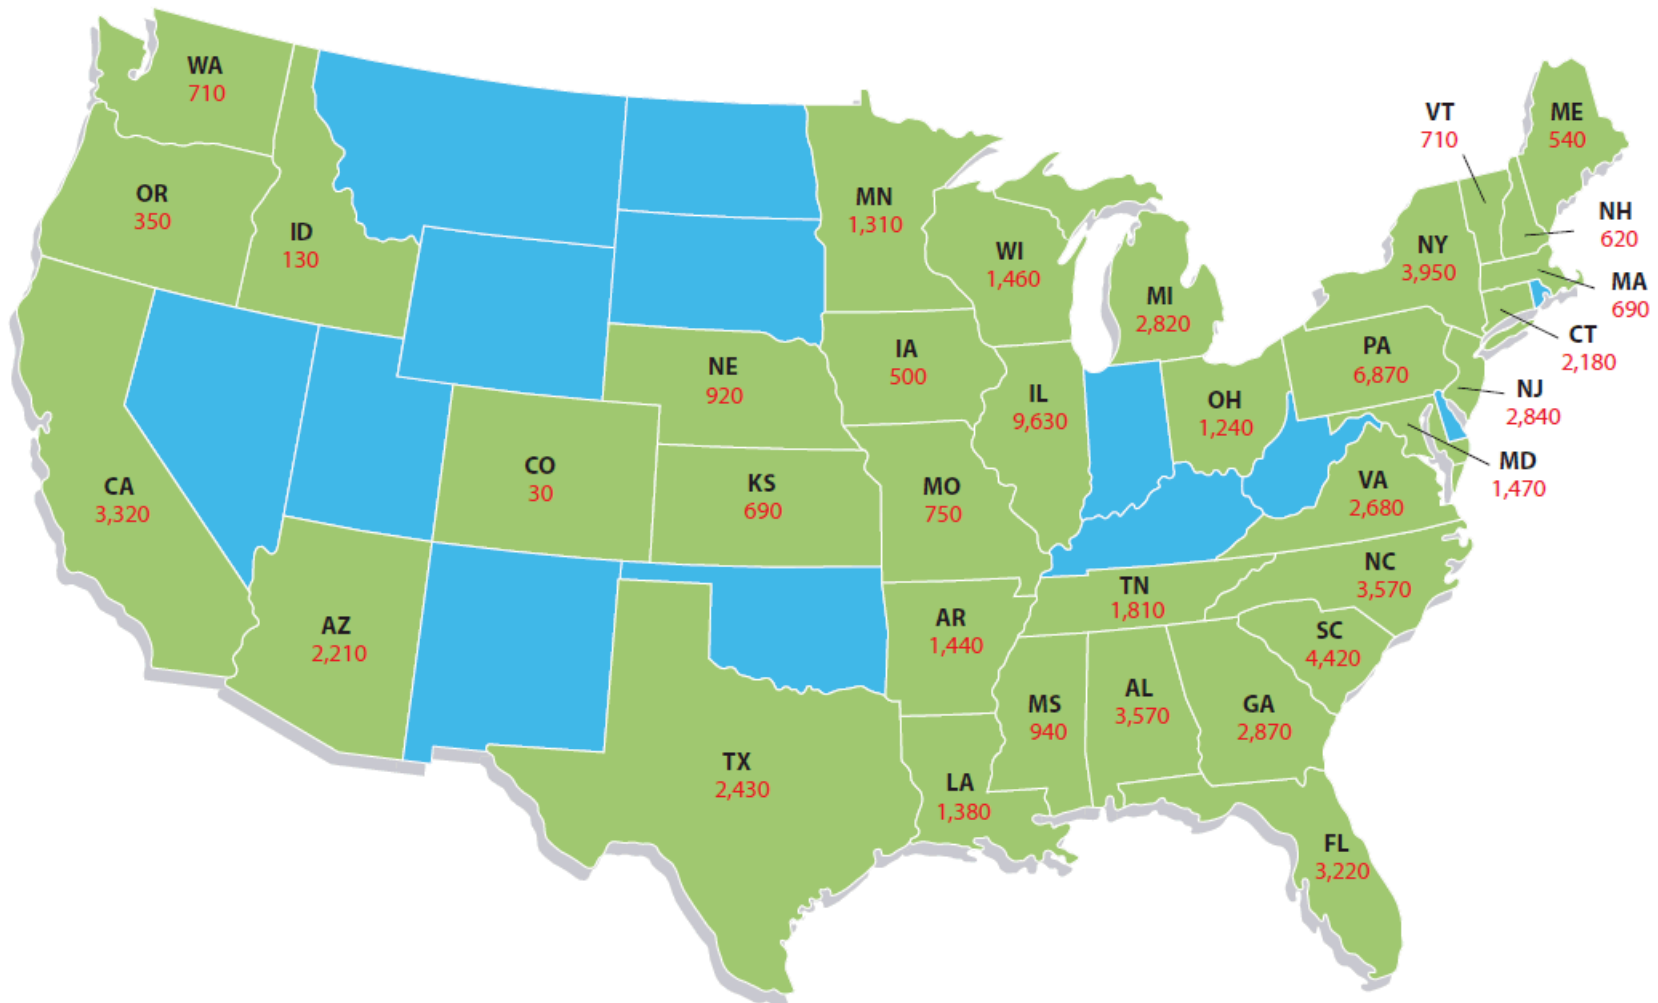 WA
710
OR
350
ID
130
CA
3,320
AZ
2,210
CO
30
NE
920
KS
690
TX
2,430
MN
1,310
IA
500
MO
750
AR
1,440
LA
1,380
WI
1,460
IL
9,630
MI
2,820
OH
1,240
TN
1,810
MS
940
AL
3,570
GA
2,870
FL
3,220
SC
4,420
NC
3,570
VA
2,680
PA
6,870
NY
3,950
VT
710
ME
540
NH
620
MA
690
CT
2,180
NJ
2,840
MD
1,470